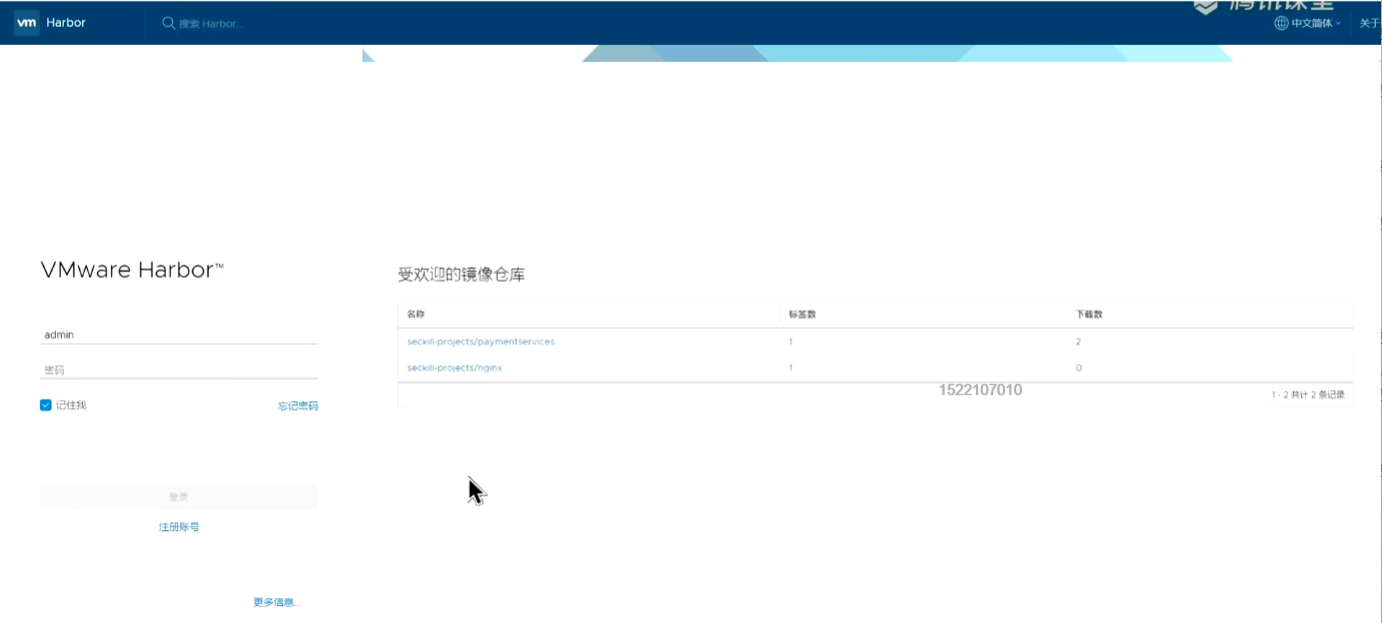 vm Harbor 搜索 Harbor... 中文简体 关于
腾讯课堂
VMware Harbor™
admin
密码
记住我 忘记密码
登录
注册账号
更多信息...
受欢迎的镜像仓库
名称 标签数 下载数
seckill-projects/paymentservices 1 2
seckill-projects/nginx 1 0
1522107010
1 - 2 共计 2 条记录